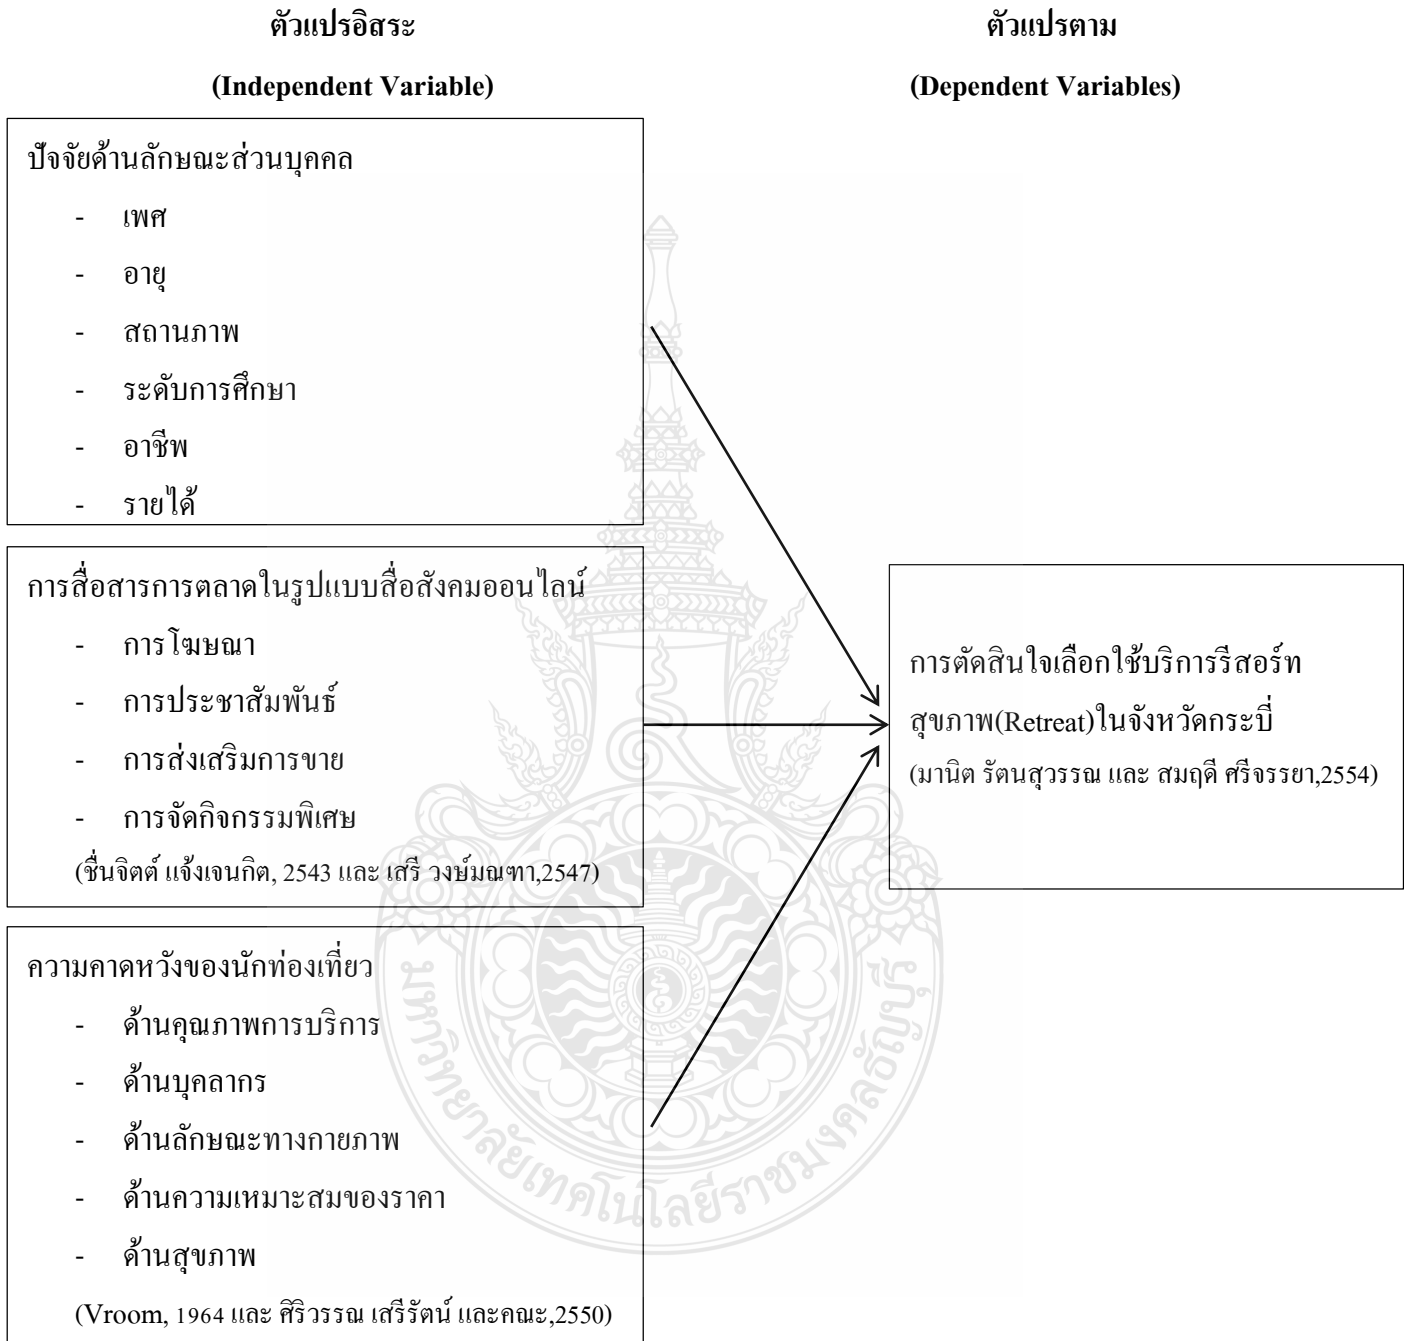 ตัวแปรอิสระ
(Independent Variable)
ตัวแปรตาม
(Dependent Variables)
ปัจจัยด้านลักษณะส่วนบุคคล
- เพศ
- อายุ
- สถานภาพ
- ระดับการศึกษา
- อาชีพ
- รายได้
การสื่อสารการตลาดในรูปแบบสื่อสังคมออนไลน์
- การโฆษณา
- การประชาสัมพันธ์
- การส่งเสริมการขาย
- การจัดกิจกรรมพิเศษ
(ชื่นจิตต์ แจ้งเจนกิต, 2543 และ เสรี วงษ์มณฑา,2547)
ความคาดหวังของนักท่องเที่ยว
- ด้านคุณภาพการบริการ
- ด้านบุคลากร
- ด้านลักษณะทางกายภาพ
- ด้านความเหมาะสมของราคา
- ด้านสุขภาพ
(Vroom, 1964 และ ศิริวรรณ เสรีรัตน์ และคณะ,2550)
การตัดสินใจเลือกใช้บริการรีสอร์ท
สุขภาพ(Retreat)ในจังหวัดกระบี่
(มานิต รัตนสุวรรณ และ สมฤดี ศรีจรรยา,2554)
มหาวิทยาลัยเทคโนโลยีราชมงคลธัญบุรี